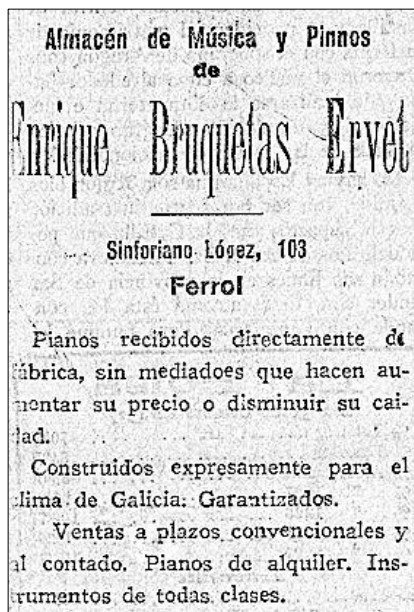 Almacén de Música y Pinnos
de
Enrique Bruquetas Ervet
Sinforiano López, 103
Ferrol
Pianos recibidos directamente de
fábrica, sin mediadoes que hacen au-
mentar su precio o disminuir su cai-
dad.
Construidos expresamente para el
clima de Galicia. Garantizados.
Ventas a plazos convencionales y
al contado. Pianos de alquiler. Ins-
trumentos de todas clases.